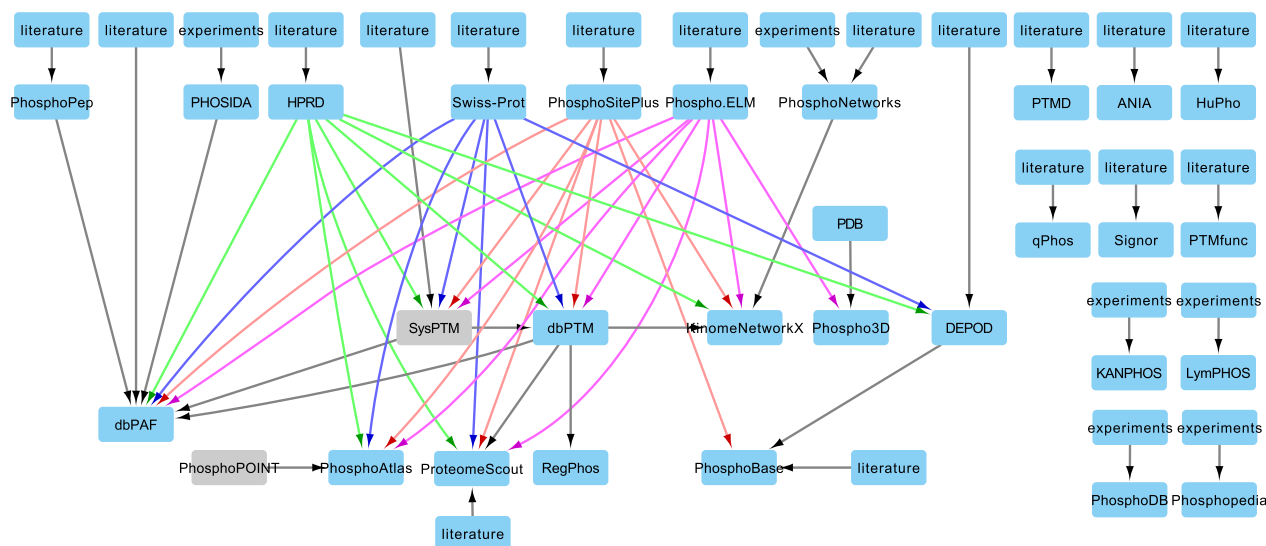 literature
literature
experiments
literature
literature
literature
literature
literature
experiments
literature
literature
literature
literature
literature
PhosphoPep
PHOSIDA
HPRD
Swiss-Prot
PhosphoSitePlus
Phospho.ELM
PhosphoNetworks
PTMD
ANIA
HuPho
literature
literature
literature
PDB
qPhos
Signor
PTMfunc
experiments
experiments
SysPTM
dbPTM
KinomeNetworkX
Phospho3D
DEPOD
KANPHOS
LymPHOS
dbPAF
experiments
experiments
PhosphoPOINT
PhosphoAtlas
ProteomeScout
RegPhos
PhosphoBase
literature
PhosphoDB
Phosphopedia
literature